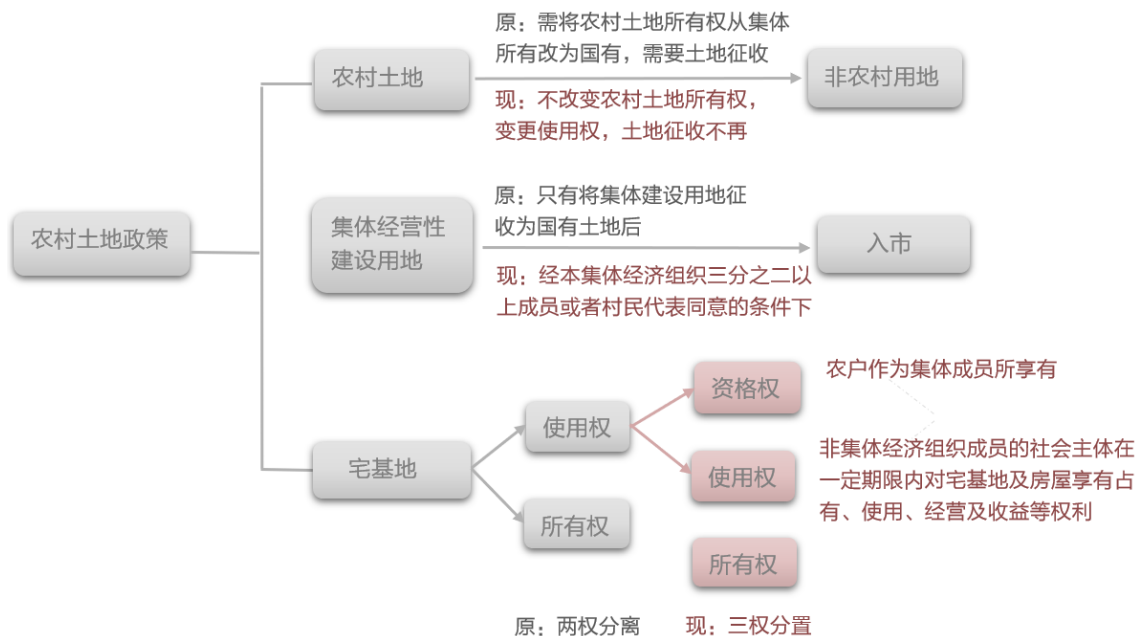 农村土地政策
农村土地
原：需将农村土地所有权从集体
所有改为国有，需要土地征收
现：不改变农村土地所有权，
变更使用权，土地征收不再
非农村用地
集体经营性
建设用地
原：只有将集体建设用地征
收为国有土地后
现：经本集体经济组织三分之二以
上成员或者村民代表同意的条件下
入市
宅基地
使用权
所有权
资格权
使用权
所有权
农户作为集体成员所享有
非集体经济组织成员的社会主体在
一定期限内对宅基地及房屋享有占
有、使用、经营及收益等权利
原：两权分离
现：三权分置